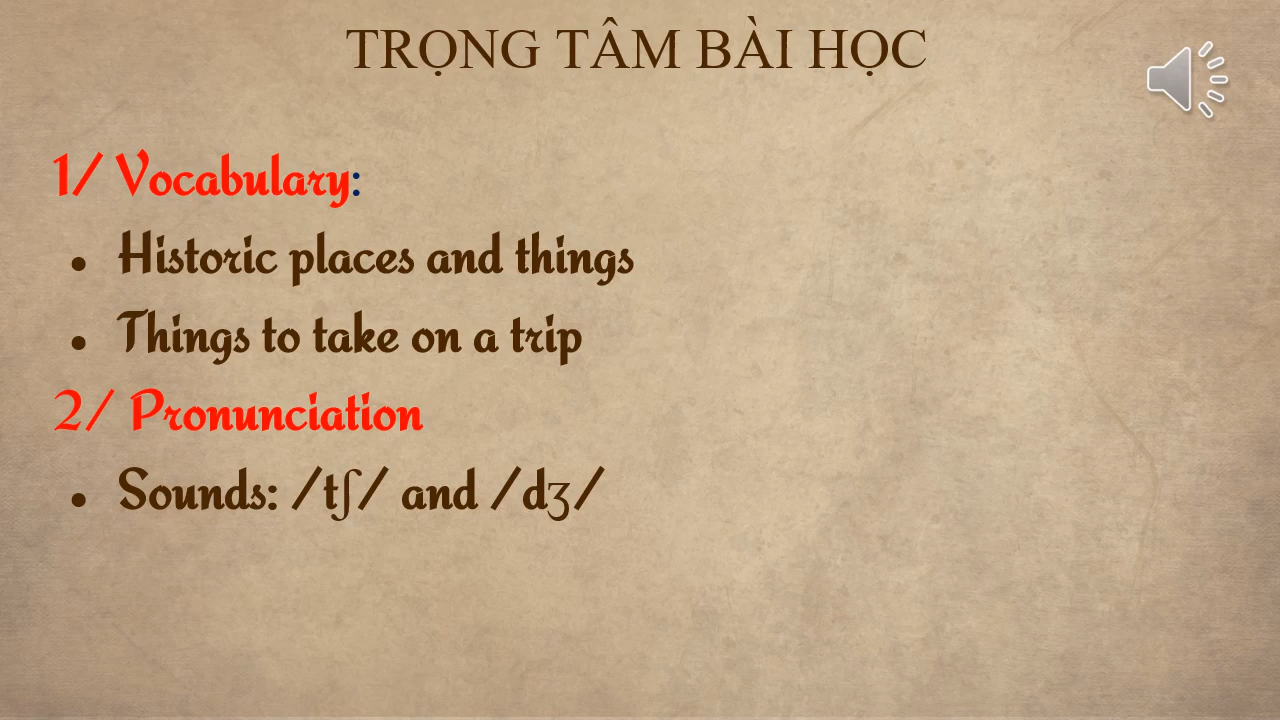 TRỌNG TÂM BÀI HỌC
1/ Vocabulary:
• Historic places and things
• Things to take on a trip
2/ Pronunciation
• Sounds: /tʃ/ and /dʒ/